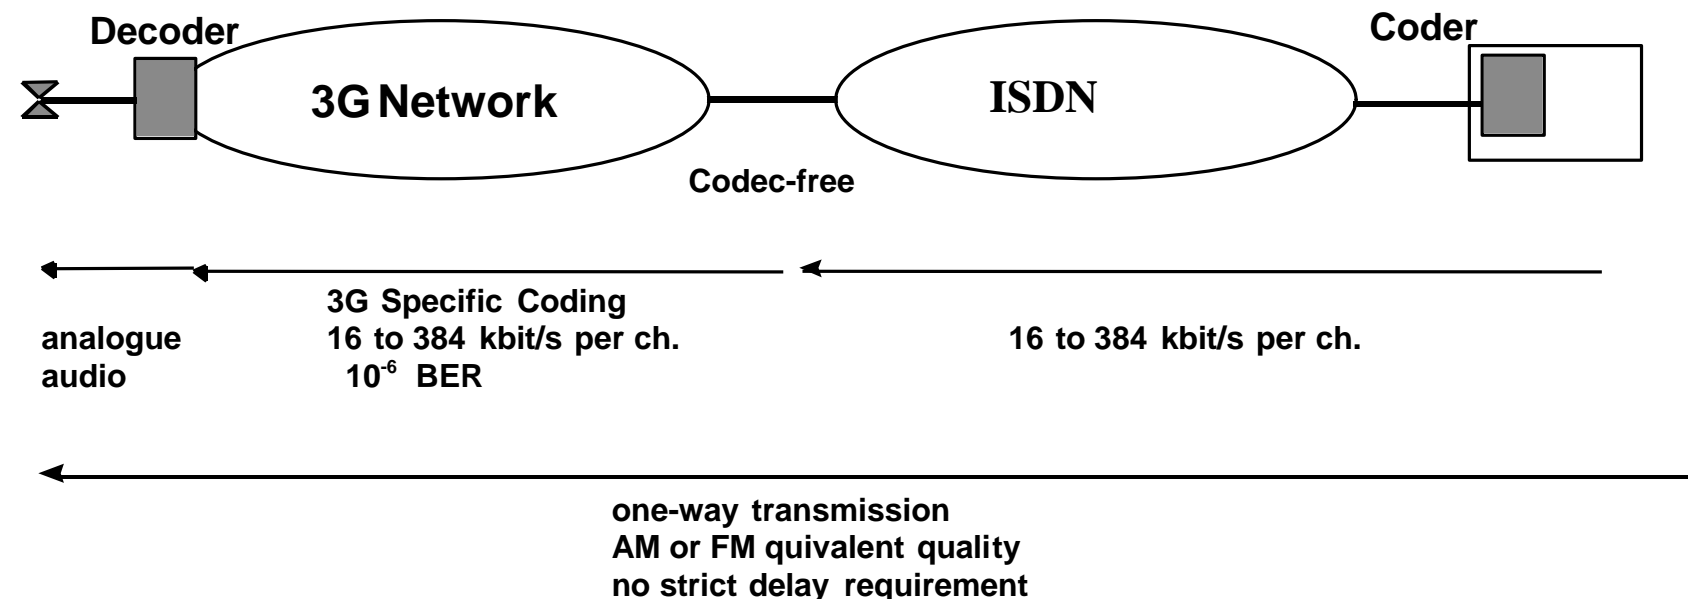 Decoder
Coder
3G Network
ISDN
Codec-free
3G Specific Coding
analogue
audio
16 to 384 kbit/s per ch.
10⁻⁶ BER
16 to 384 kbit/s per ch.
one-way transmission
AM or FM quivalent quality
no strict delay requirement